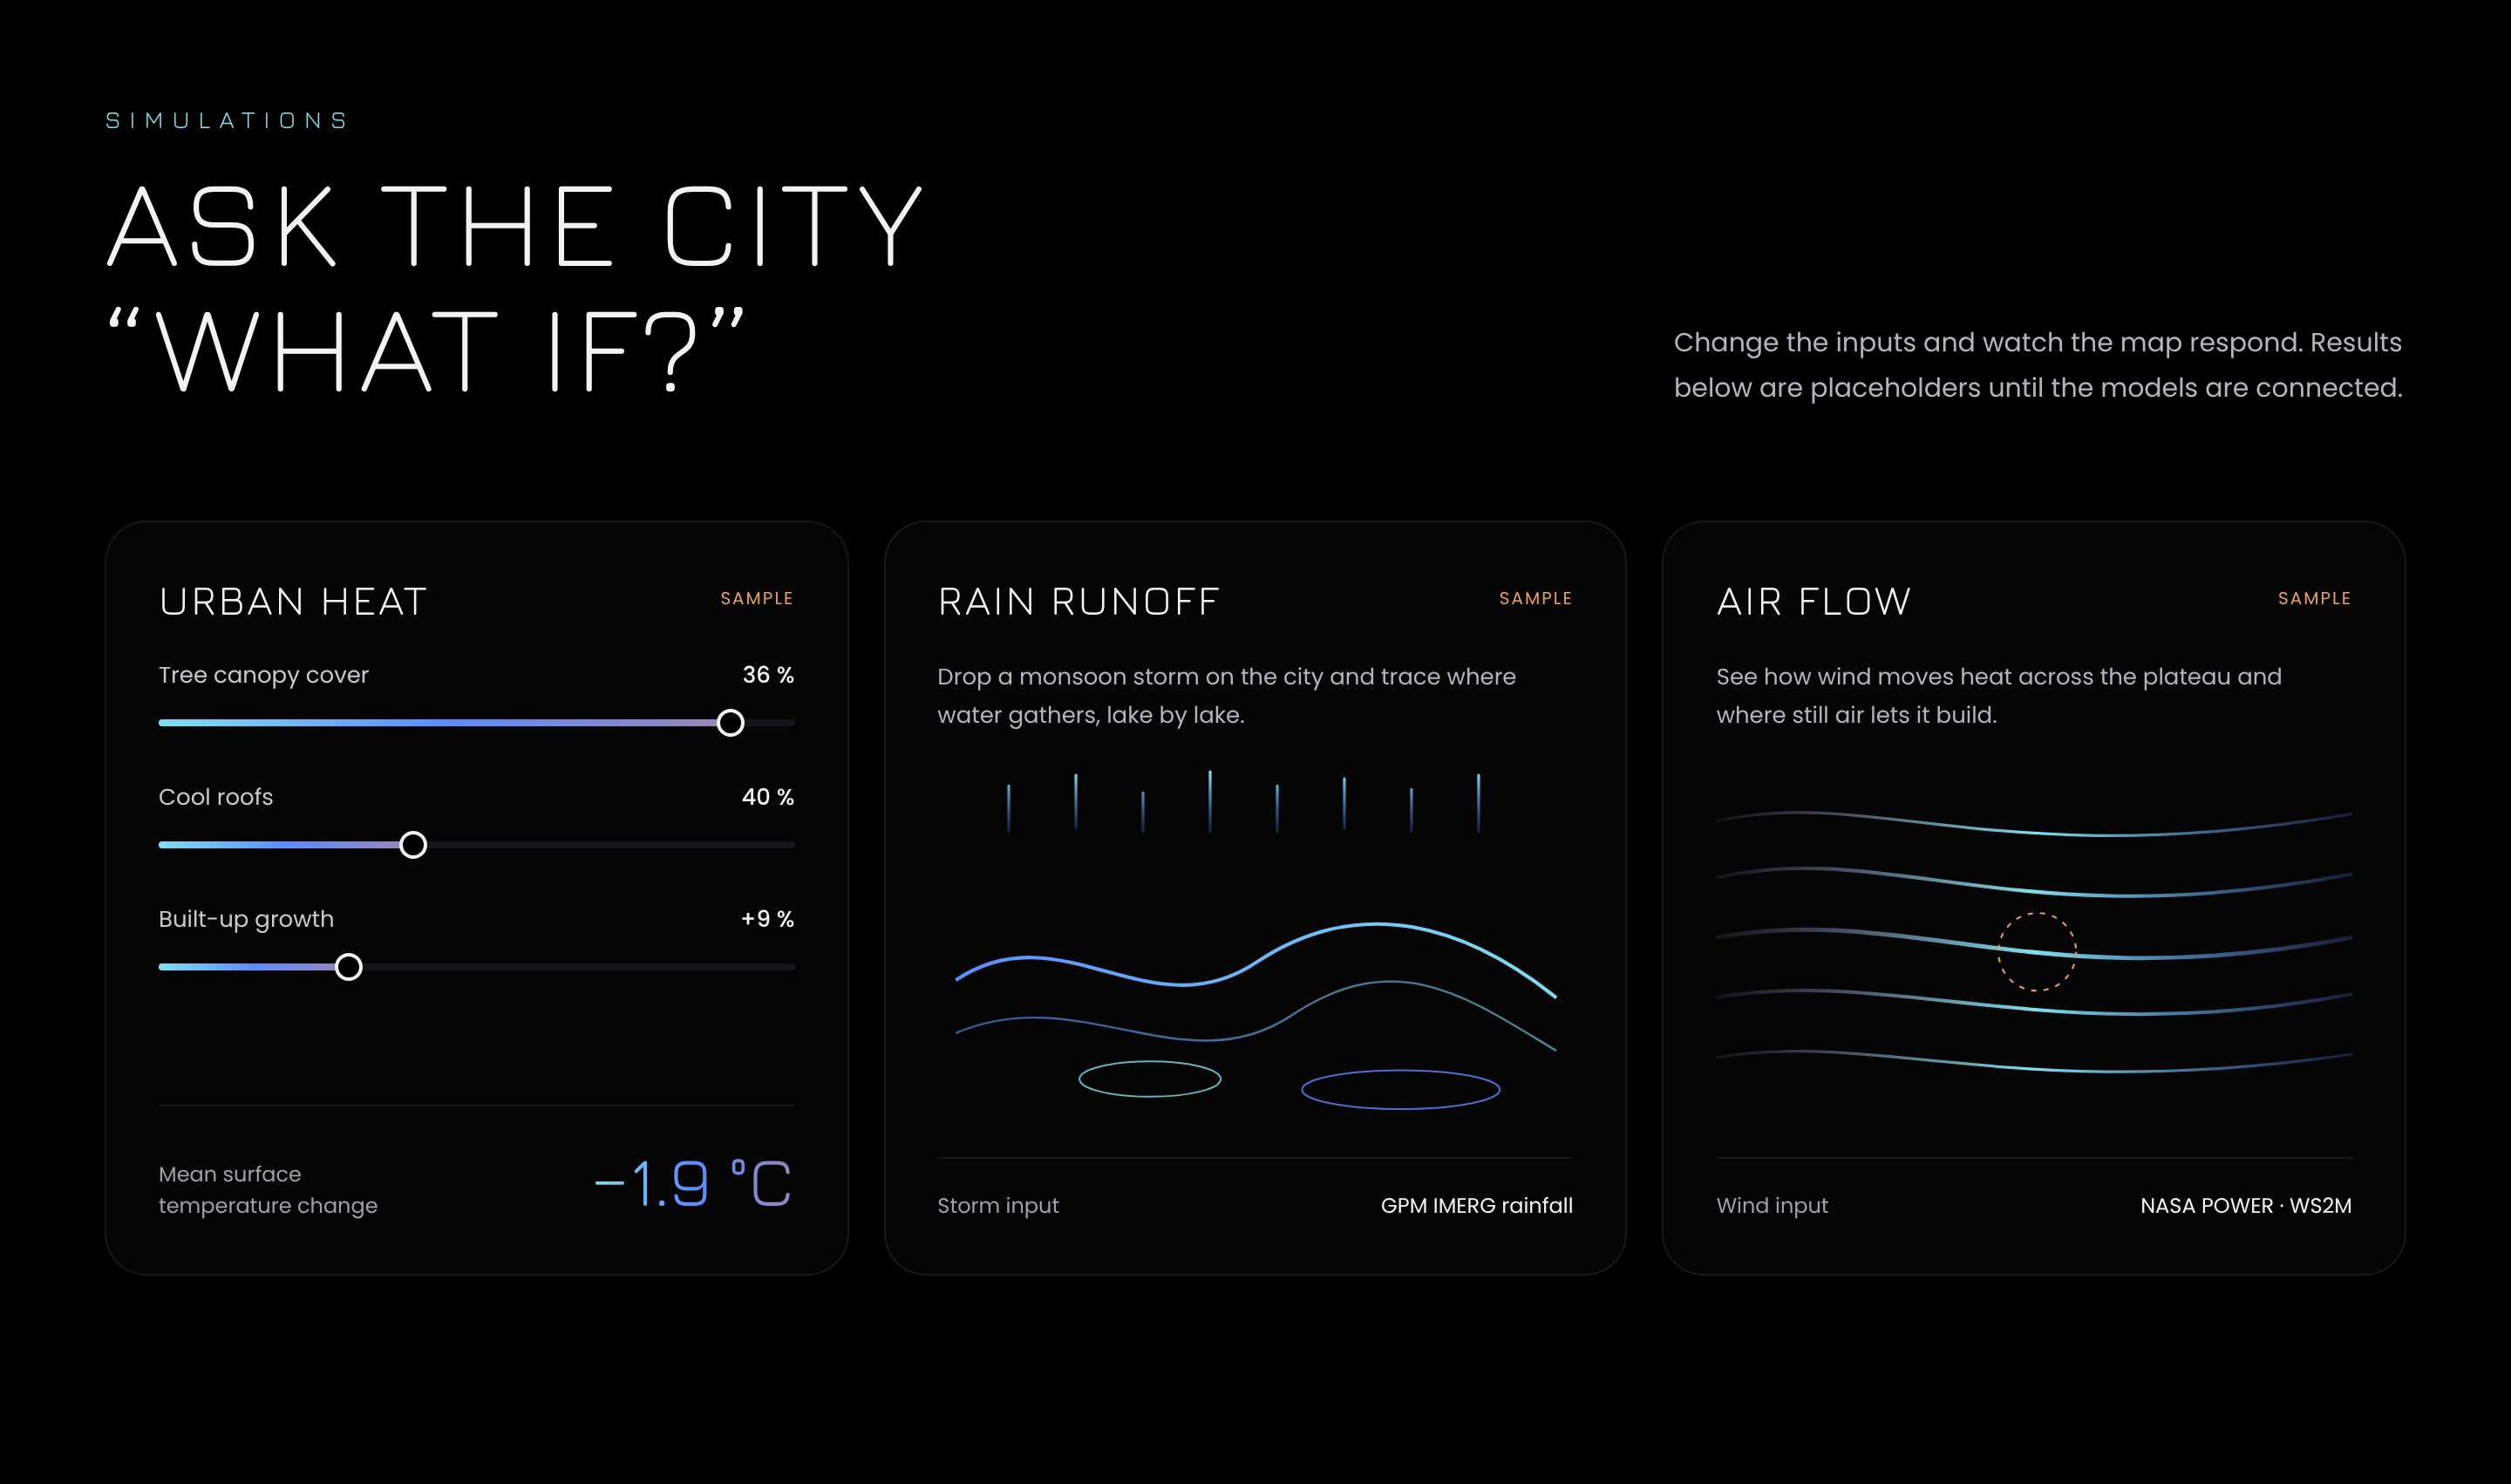 SIMULATIONS
ASK THE CITY
“WHAT IF?”
Change the inputs and watch the map respond. Results
below are placeholders until the models are connected.
URBAN HEAT
SAMPLE
Tree canopy cover
36 %
Cool roofs
40 %
Built-up growth
+9 %
Mean surface
temperature change
−1.9 °C
RAIN RUNOFF
SAMPLE
Drop a monsoon storm on the city and trace where
water gathers, lake by lake.
Storm input
GPM IMERG rainfall
AIR FLOW
SAMPLE
See how wind moves heat across the plateau and
where still air lets it build.
Wind input
NASA POWER · WS2M